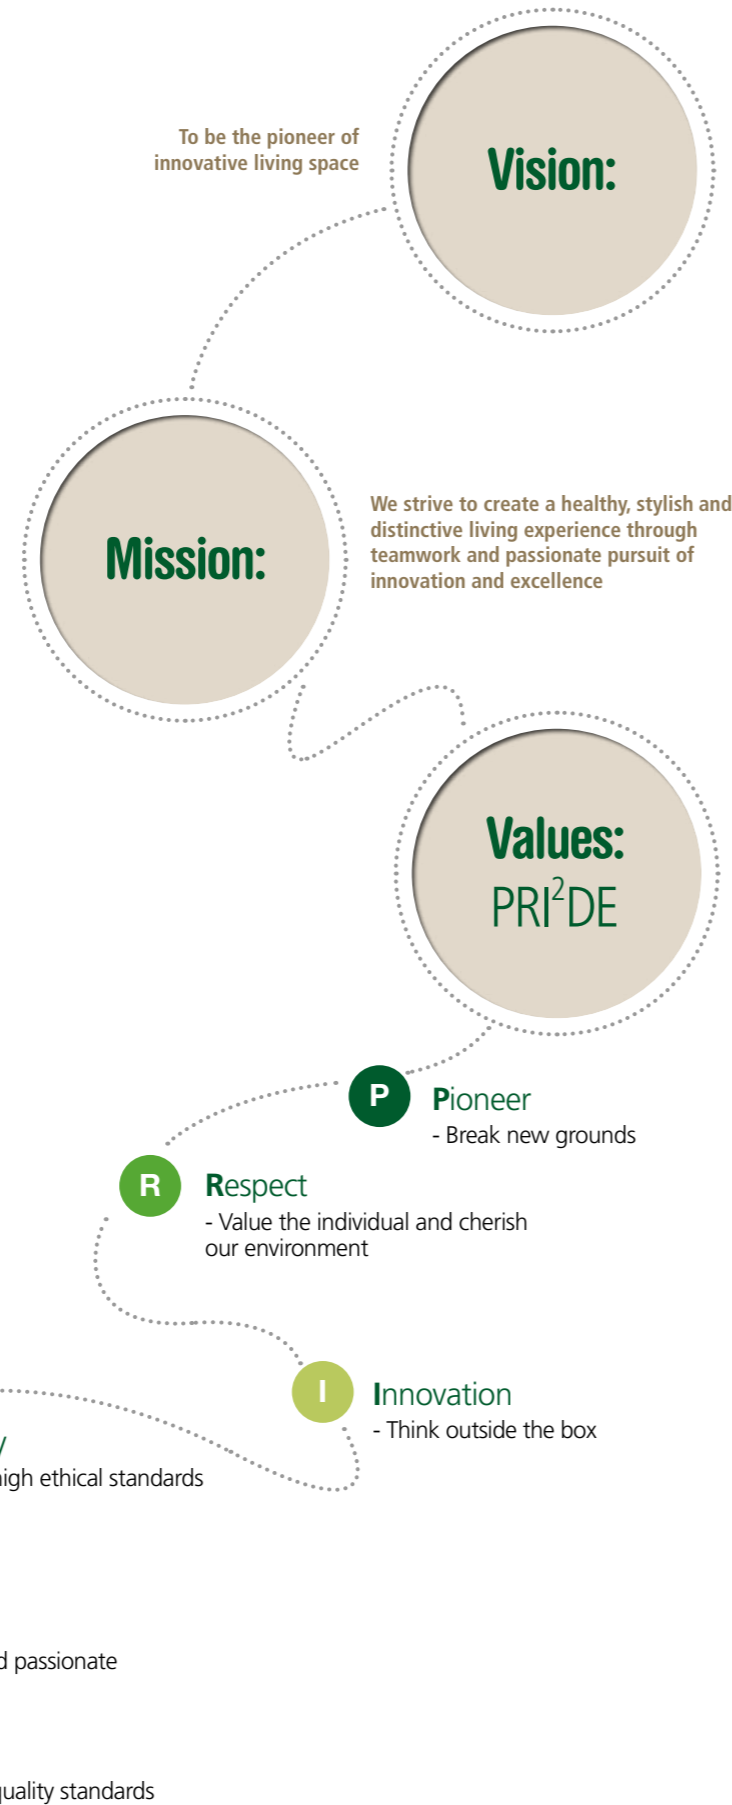 To be the pioneer of
innovative living space
Vision:
Mission:
We strive to create a healthy, stylish and
distinctive living experience through
teamwork and passionate pursuit of
innovation and excellence
Values:
PRI²DE
P
Pioneer
- Break new grounds
R
Respect
- Value the individual and cherish
our environment
I
Innovation
- Think outside the box
ethical standards
passionate
standards